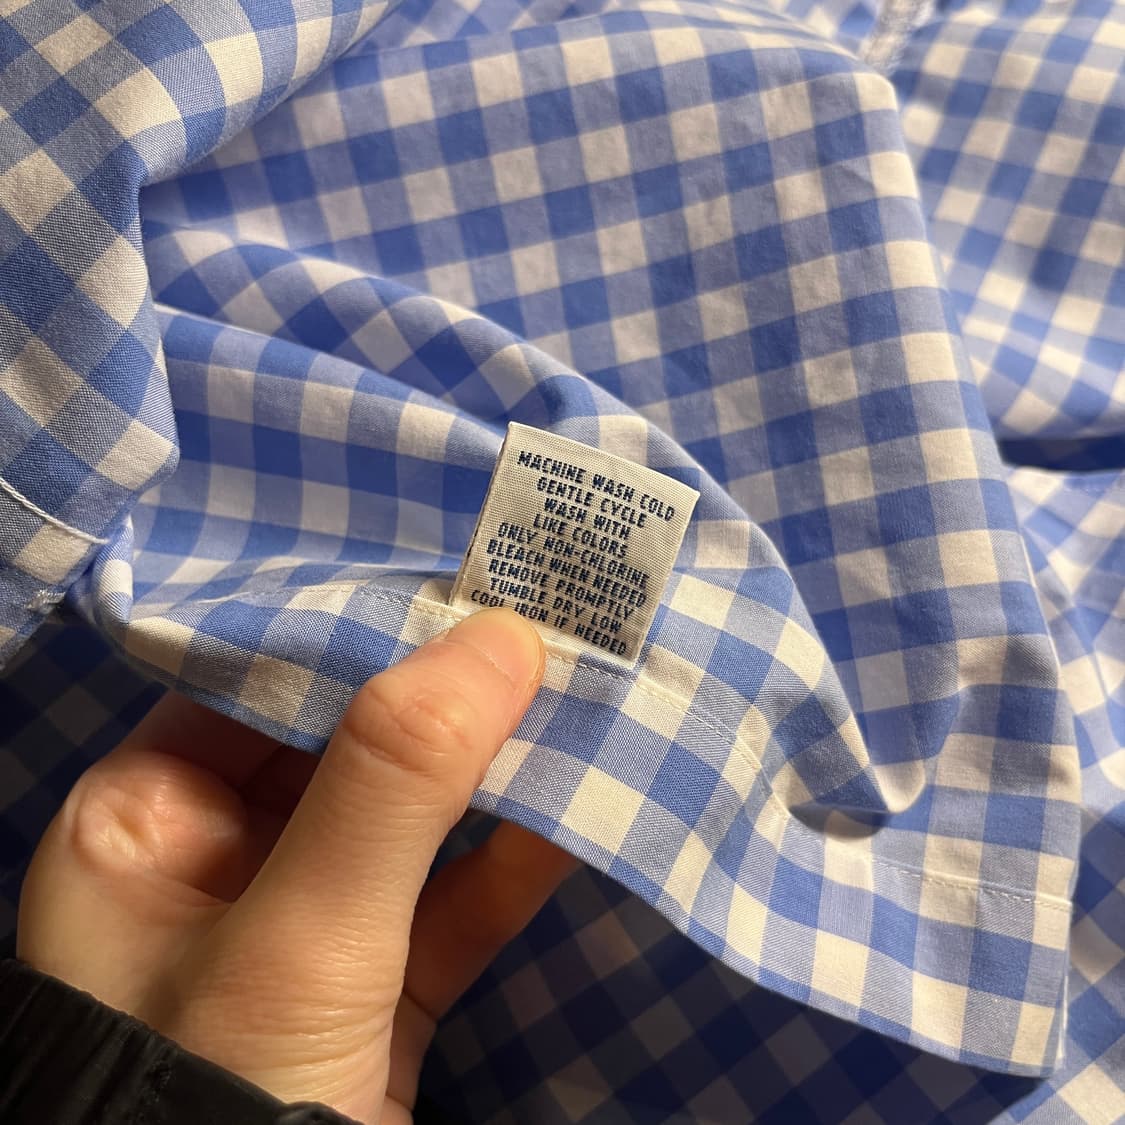 MACHINE WASH COLD
GENTLE CYCLE
WASH WITH
LIKE COLORS
ONLY NON-CHLORINE
BLEACH WHEN NEEDED
REMOVE PROMPTLY
TUMBLE DRY LOW,
COOL IRON IF NEEDED